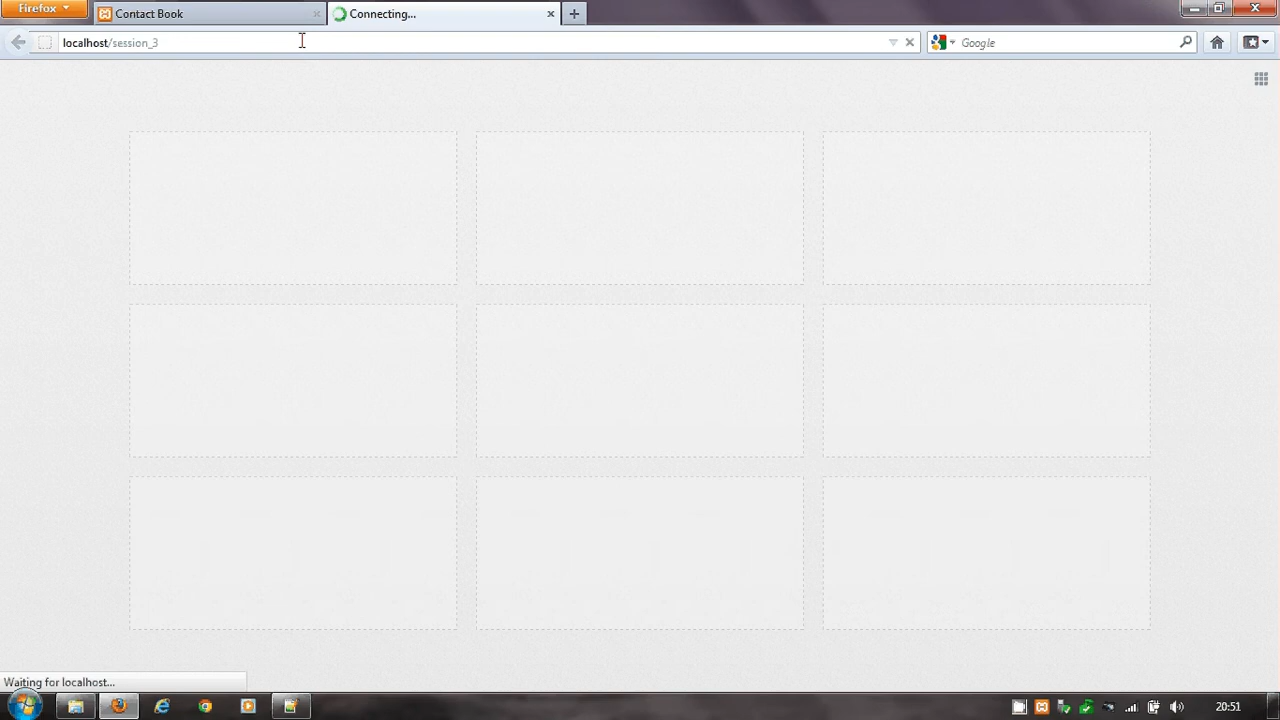 Firefox
Contact Book
Connecting...
localhost/session_3
Google
Waiting for localhost...
20:51